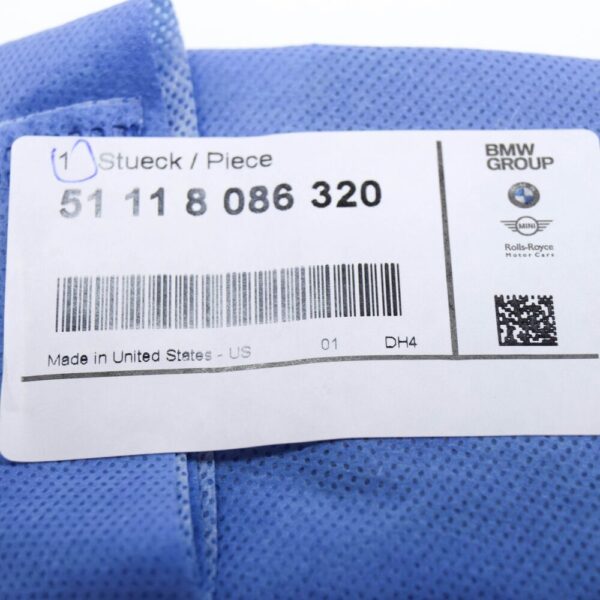 1 Stueck / Piece
51 11 8 086 320
Made in United States - US 01 DH4
BMW
GROUP
MINI
Rolls-Royce
Motor Cars